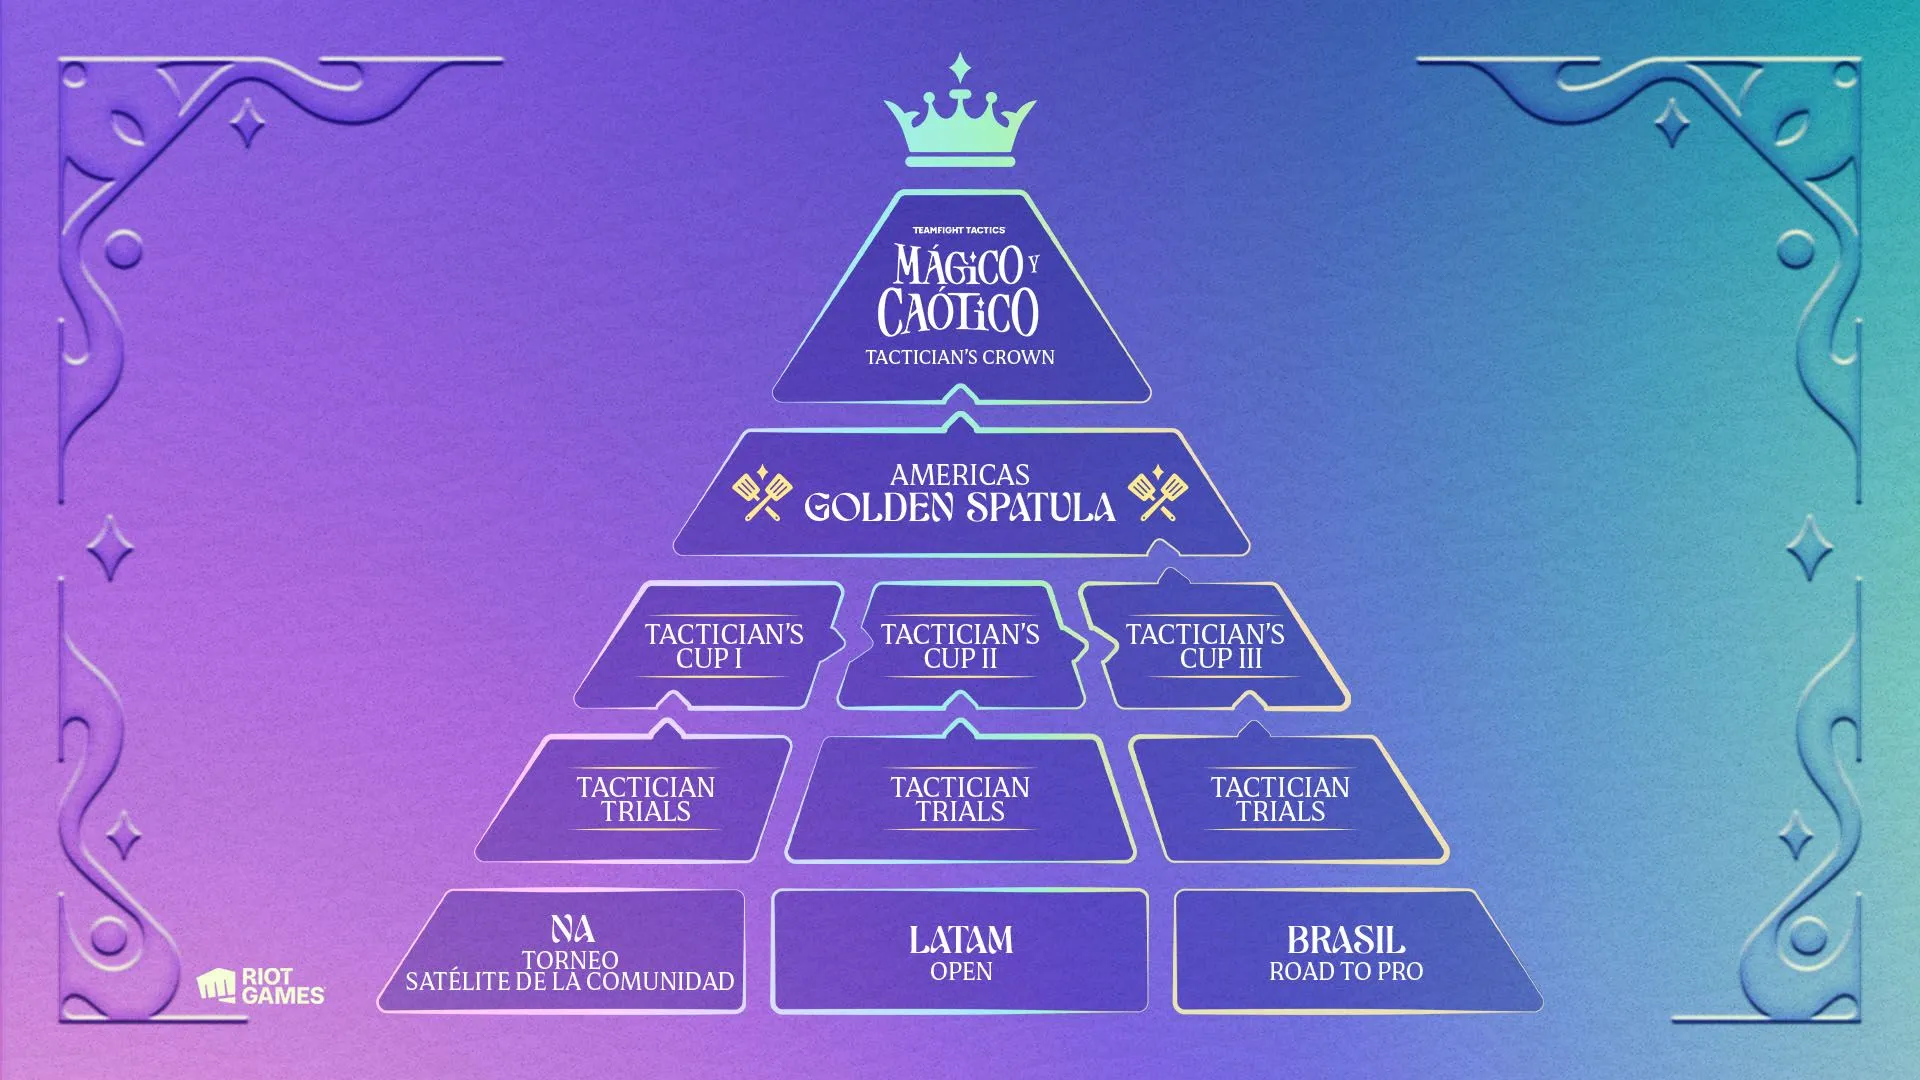 TEAMFIGHT TACTICS
MÁGICO Y
CAÓTICO
TACTICIAN'S CROWN
AMERICAS
GOLDEN SPATULA
TACTICIAN'S
CUP I
TACTICIAN'S
CUP II
TACTICIAN'S
CUP III
TACTICIAN
TRIALS
TACTICIAN
TRIALS
TACTICIAN
TRIALS
NA
TORNEO
SATÉLITE DE LA COMUNIDAD
LATAM
OPEN
BRASIL
ROAD TO PRO
RIOT
GAMES